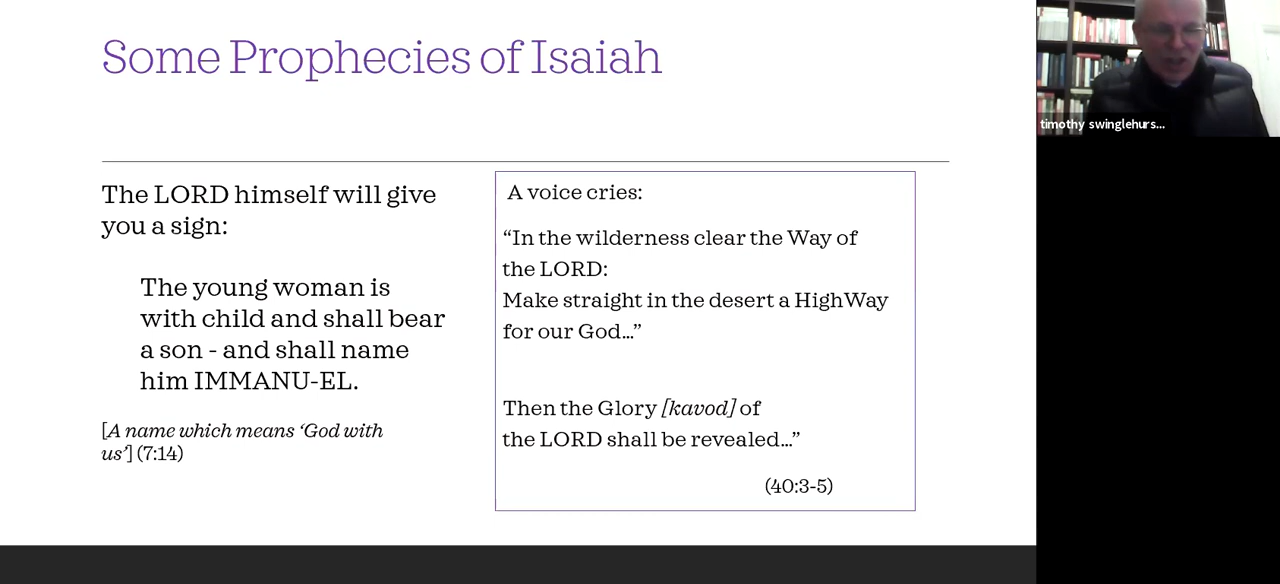 Some Prophecies of Isaiah
The LORD himself will give
you a sign:
The young woman is
with child and shall bear
a son - and shall name
him IMMANU-EL.
[A name which means ‘God with
us’] (7:14)
A voice cries:
“In the wilderness clear the Way of
the LORD:
Make straight in the desert a HighWay
for our God…”
Then the Glory [kavod] of
the LORD shall be revealed…”
(40:3-5)
timothy swinglehurs...